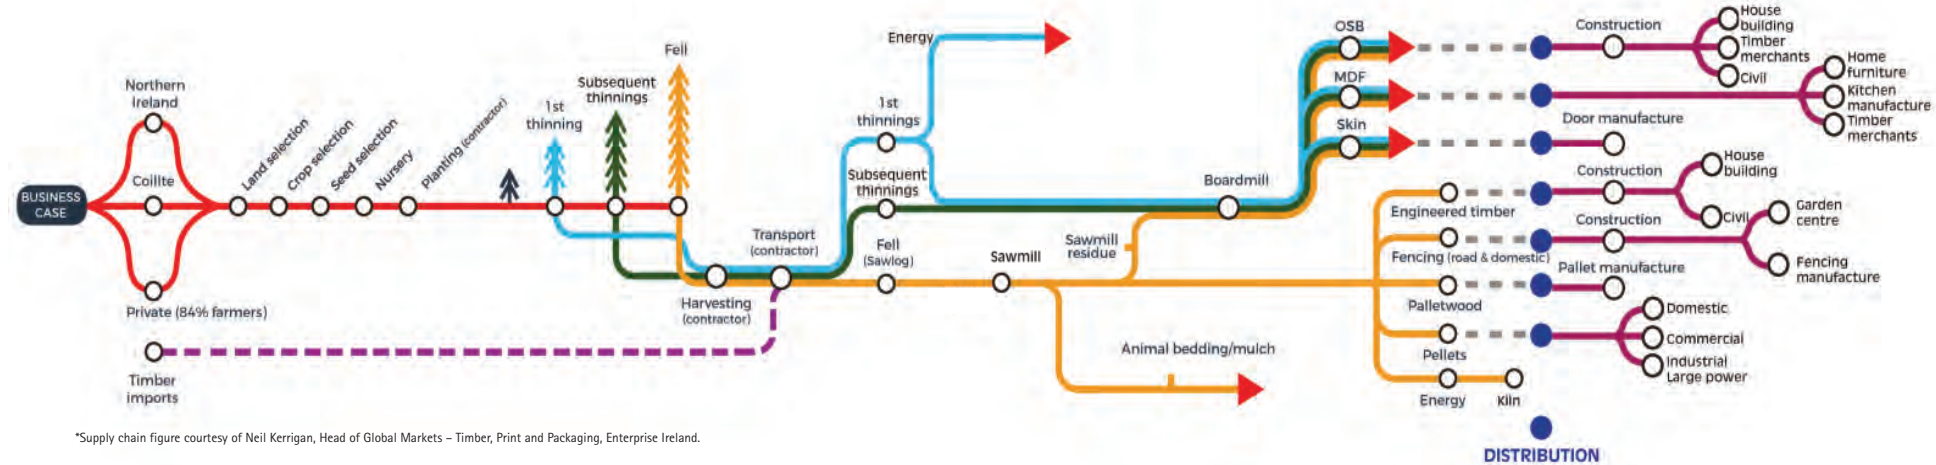 BUSINESS
CASE
Northern
Ireland
Coillte
Private (84% farmers)
Timber
imports
Land selection
Crop selection
Seed selection
Nursery
Planting (contractor)
1st
thinning
Subsequent
thinnings
Fell
Harvesting
(contractor)
Transport
(contractor)
Energy
1st
thinnings
Subsequent
thinnings
Fell
(Sawlog)
Sawmill
Sawmill
residue
Animal bedding/mulch
Boardmill
OSB
MDF
Skin
Engineered timber
Fencing (road & domestic)
Palletwood
Pellets
Energy
Kiln
Construction
House
building
Timber
merchants
Civil
Home
furniture
Kitchen
manufacture
Timber
merchants
Door manufacture
Construction
House
building
Civil
Construction
Garden
centre
Fencing
manufacture
Pallet manufacture
Domestic
Commercial
Industrial
Large power
DISTRIBUTION
*Supply chain figure courtesy of Neil Kerrigan, Head of Global Markets – Timber, Print and Packaging, Enterprise Ireland.